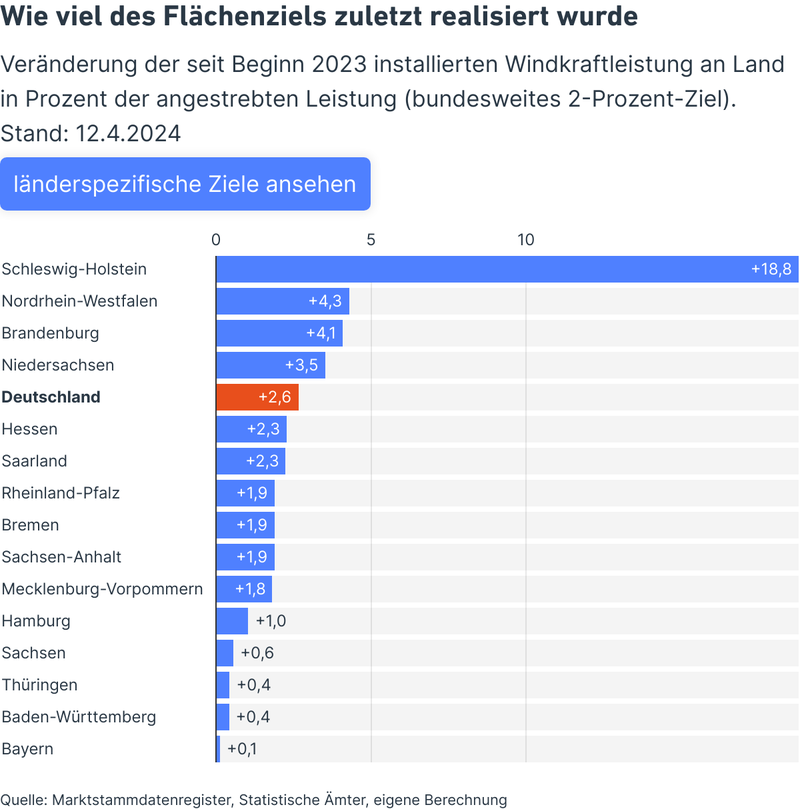 Wie viel des Flächenziels zuletzt realisiert wurde
Veränderung der seit Beginn 2023 installierten Windkraftleistung an Land
in Prozent der angestrebten Leistung (bundesweites 2-Prozent-Ziel).
Stand: 12.4.2024
länderspezifische Ziele ansehen
0 5 10
Schleswig-Holstein +18,8
Nordrhein-Westfalen +4,3
Brandenburg +4,1
Niedersachsen +3,5
Deutschland +2,6
Hessen +2,3
Saarland +2,3
Rheinland-Pfalz +1,9
Bremen +1,9
Sachsen-Anhalt +1,9
Mecklenburg-Vorpommern +1,8
Hamburg +1,0
Sachsen +0,6
Thüringen +0,4
Baden-Württemberg +0,4
Bayern +0,1
Quelle: Marktstammdatenregister, Statistische Ämter, eigene Berechnung